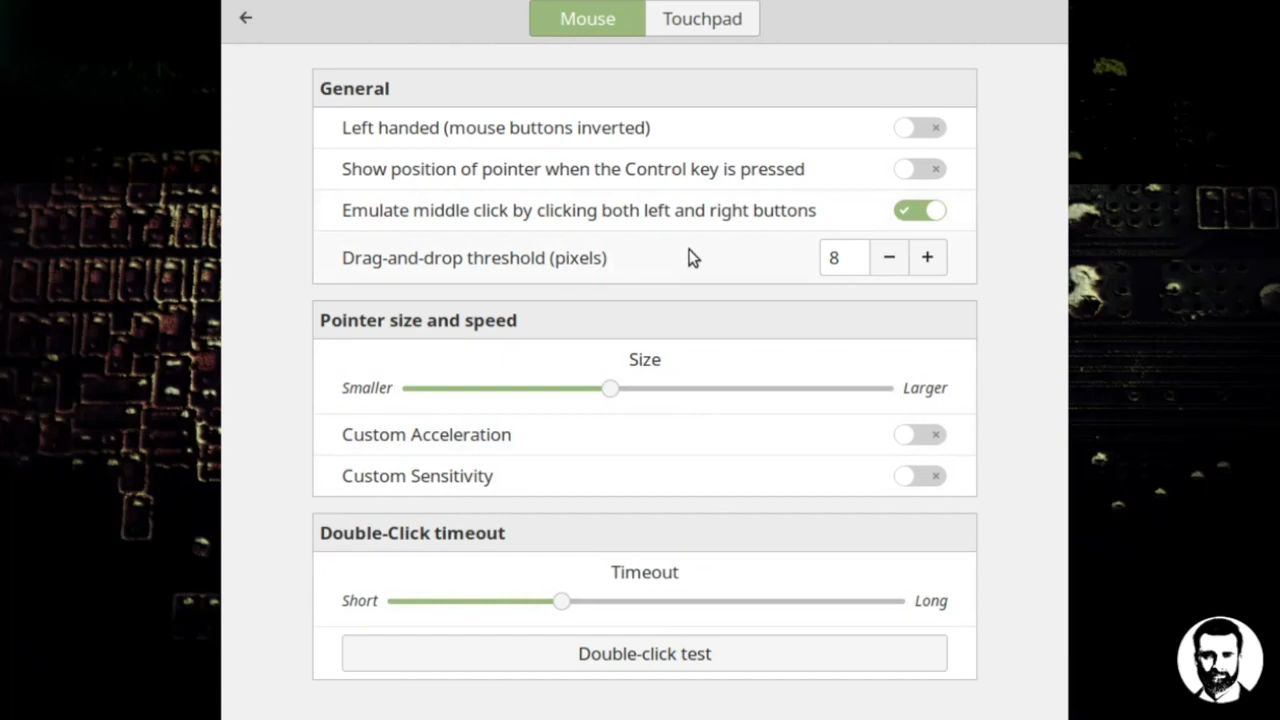 Mouse
Touchpad
General
Left handed (mouse buttons inverted)
Show position of pointer when the Control key is pressed
Emulate middle click by clicking both left and right buttons
Drag-and-drop threshold (pixels)
8
Pointer size and speed
Size
Smaller
Larger
Custom Acceleration
Custom Sensitivity
Double-Click timeout
Timeout
Short
Long
Double-click test